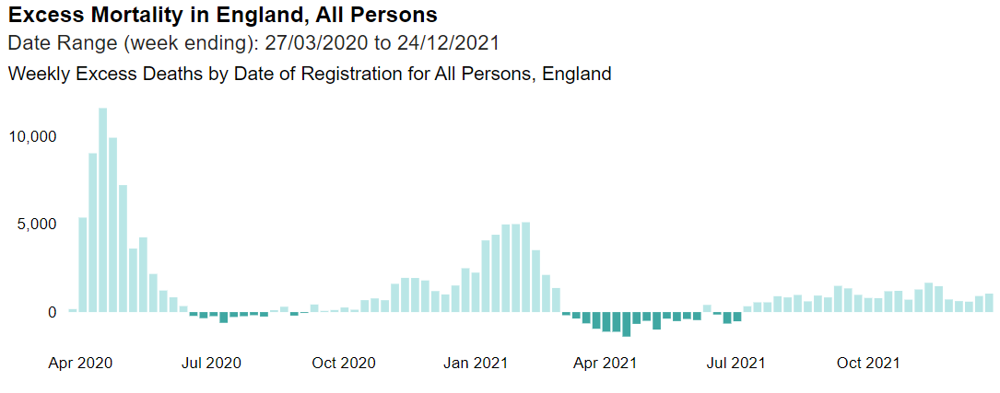 Excess Mortality in England, All Persons
Date Range (week ending): 27/03/2020 to 24/12/2021
Weekly Excess Deaths by Date of Registration for All Persons, England
10,000
5,000
0
Apr 2020 Jul 2020 Oct 2020 Jan 2021 Apr 2021 Jul 2021 Oct 2021